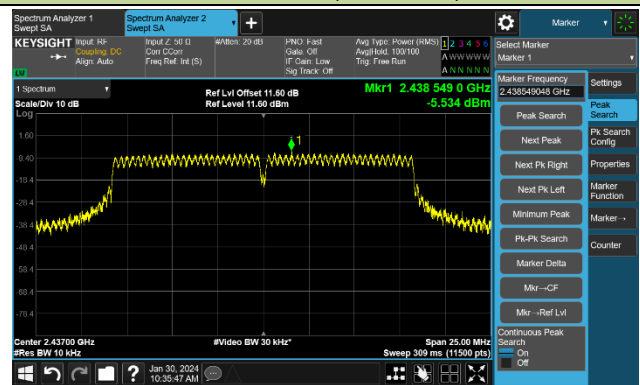 Spectrum Analyzer 1
Swept SA
Spectrum Analyzer 2
Swept SA
+
Marker
KEYSIGHT
Input: RF
Coupling: DC
Align: Auto
Input Z: 50 Ω
Corr CCorr
Freq Ref: Int (S)
#Atten: 20 dB
PNO: Fast
Gate: Off
IF Gain: Low
Sig Track: Off
Avg Type: Power (RMS)
Avg|Hold: 100/100
Trig: Free Run
1 2 3 4 5 6
A W W W W W
A N N N N N
LXI
Select Marker
Marker 1
1 Spectrum
Scale/Div 10 dB
Log
Ref Lvl Offset 11.60 dB
Ref Level 11.60 dBm
Mkr1 2.438 549 0 GHz
-5.534 dBm
1
1.60
-8.40
-18.4
-28.4
-38.4
-48.4
-58.4
-68.4
-78.4
Center 2.43700 GHz
#Res BW 10 kHz
#Video BW 30 kHz*
Span 25.00 MHz
Sweep 309 ms (11500 pts)
Marker Frequency
2.438549048 GHz
Peak Search
Next Peak
Next Pk Right
Next Pk Left
Minimum Peak
Pk-Pk Search
Marker Delta
Mkr→CF
Mkr→Ref Lvl
Continuous Peak
Search
On
Off
Settings
Peak
Search
Pk Search
Config
Properties
Marker
Function
Marker→
Counter
?
Jan 30, 2024
10:35:47 AM